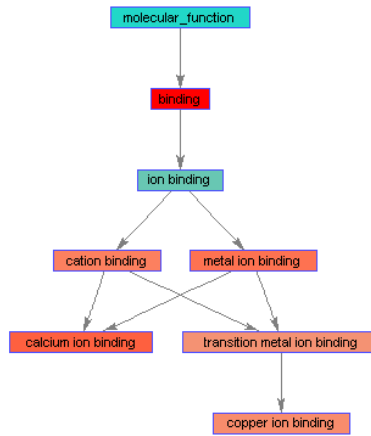 molecular_function
binding
ion binding
cation binding
metal ion binding
calcium ion binding
transition metal ion binding
copper ion binding